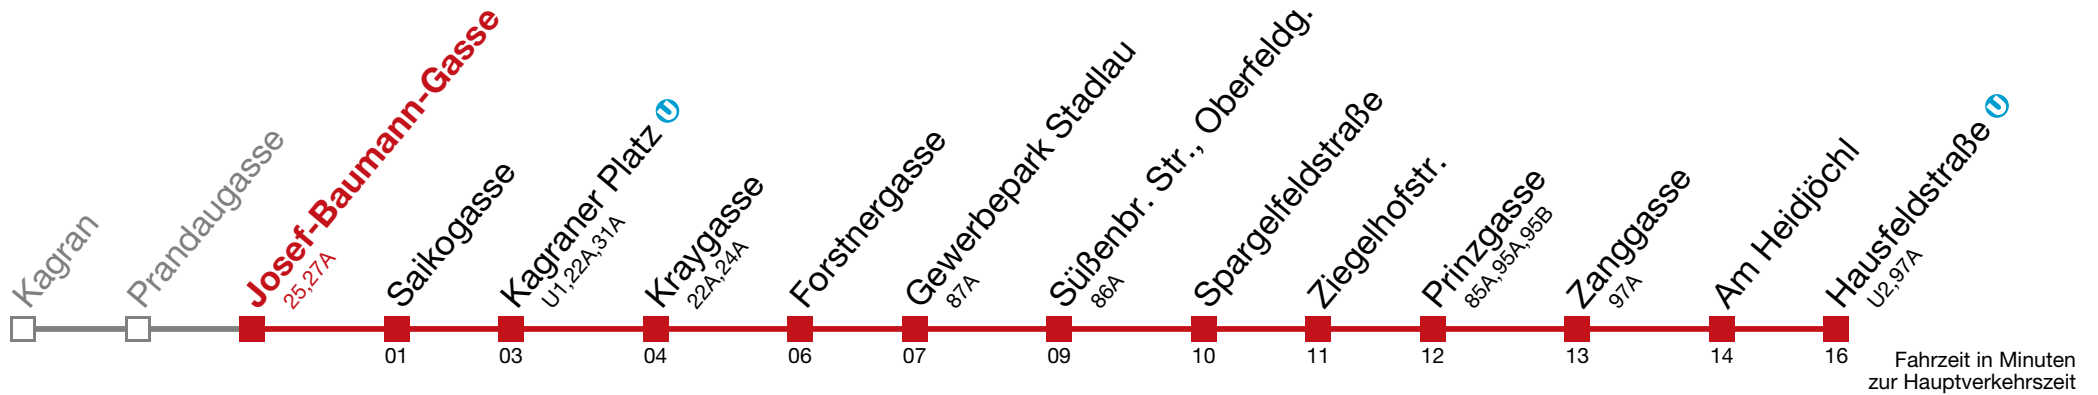 Kagran
Prandaugasse
Josef-Baumann-Gasse
25,27A
Saikogasse
01
Kagraner Platz U
U1,22A,31A
03
Kraygasse
22A,24A
04
Forstnergasse
06
Gewerbepark Stadlau
87A
07
Süßenbr. Str., Oberfeldg.
86A
09
Spargelfeldstraße
10
Ziegelhofstr.
11
Prinzgasse
85A,95A,95B
12
Zanggasse
97A
13
Am Heidjöchl
14
Hausfeldstraße U
U2,97A
16
Fahrzeit in Minuten
zur Hauptverkehrszeit